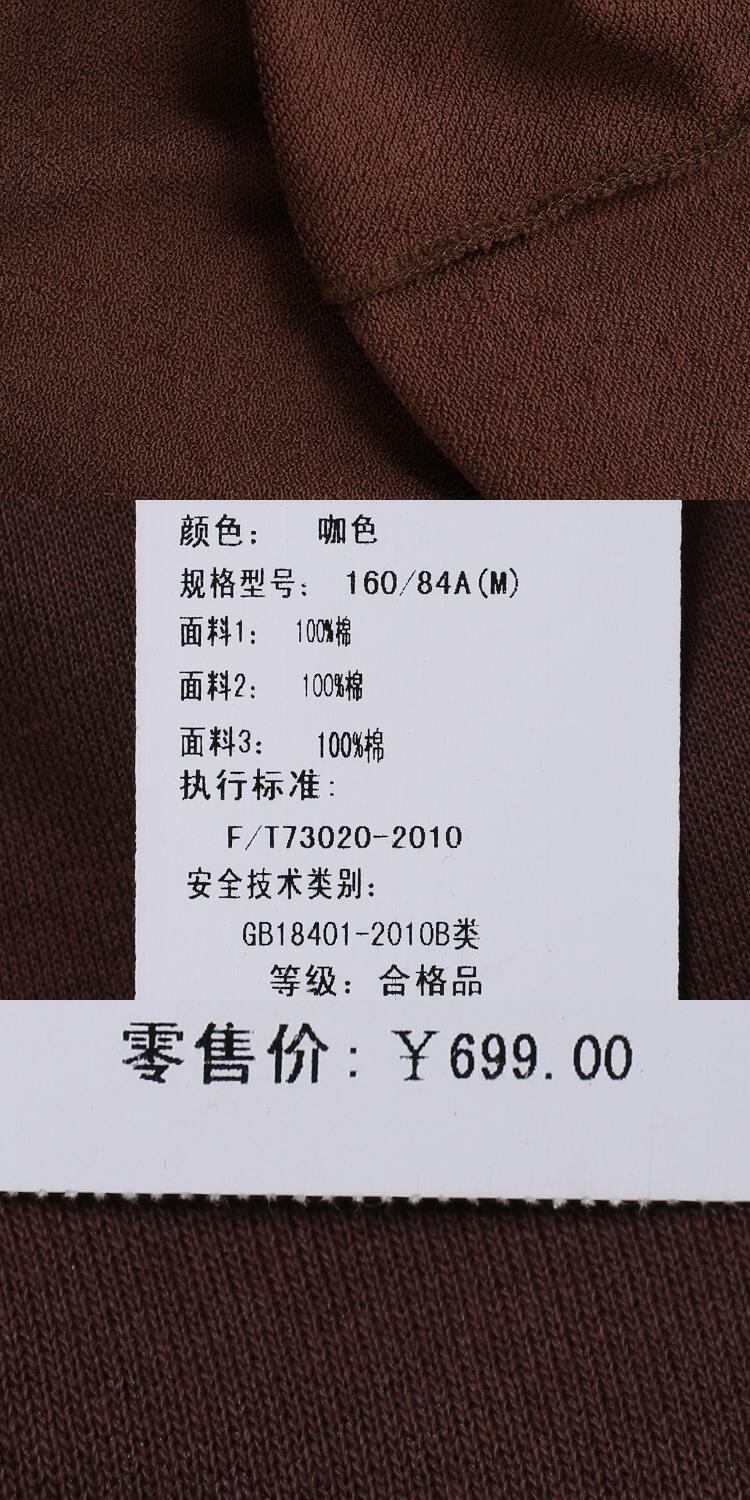 颜色： 咖色
规格型号： 160/84A(M)
面料1： 100%棉
面料2： 100%棉
面料3： 100%棉
执行标准：
F/T73020-2010
安全技术类别：
GB18401-2010B类
等级：合格品
零售价：￥699.00